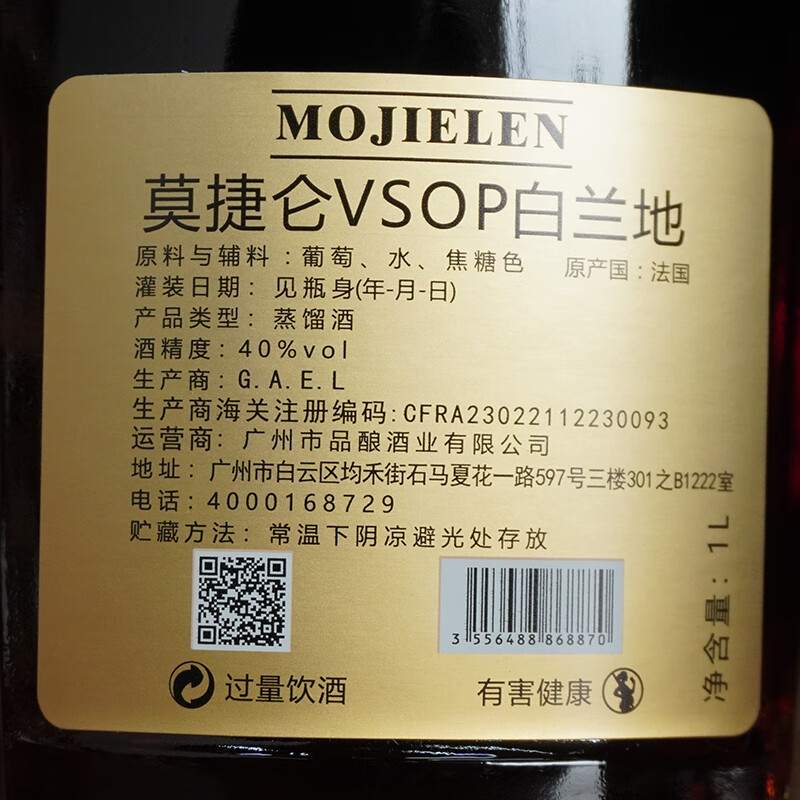 MOJIELEN
莫捷仑VSOP白兰地
原料与辅料：葡萄、水、焦糖色 原产国：法国
灌装日期：见瓶身(年-月-日)
产品类型：蒸馏酒
酒精度：40%vol
生产商：G.A.E.L
生产商海关注册编码:CFRA23022112230093
运营商：广州市品酿酒业有限公司
地址：广州市白云区均禾街石马夏花一路597号三楼301之B1222室
电话：4000168729
贮藏方法：常温下阴凉避光处存放
净含量：1L
3 556488 868870
过量饮酒 有害健康